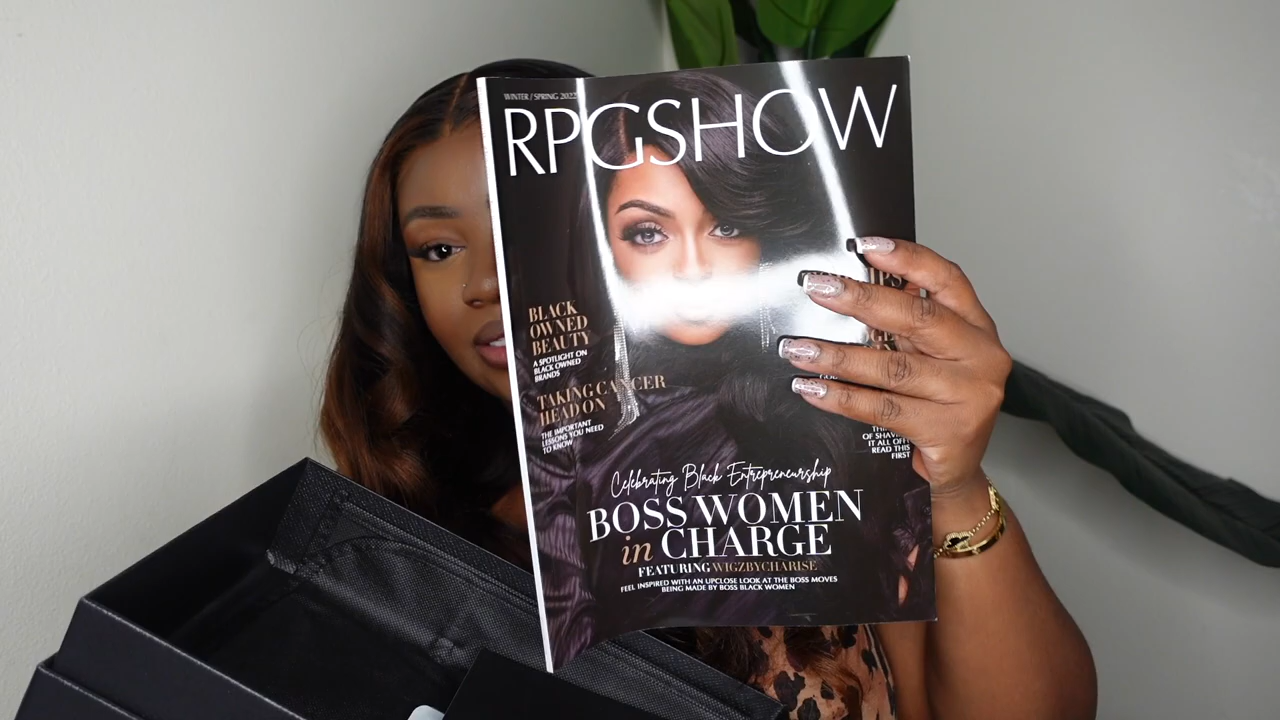 WINTER / SPRING 2022
RPGSHOW
BLACK
OWNED
BEAUTY
A SPOTLIGHT ON
BLACK OWNED
BRANDS
TAKING CANCER
HEAD ON
THE IMPORTANT
LESSONS YOU NEED
TO KNOW
OF SHAV
IT ALL OFF?
READ THIS
FIRST
Celebrating Black Entrepreneurship
BOSS WOMEN
in CHARGE
FEATURING WIGZBYCHARISE
FEEL INSPIRED WITH AN UPCLOSE LOOK AT THE BOSS MOVES
BEING MADE BY BOSS BLACK WOMEN